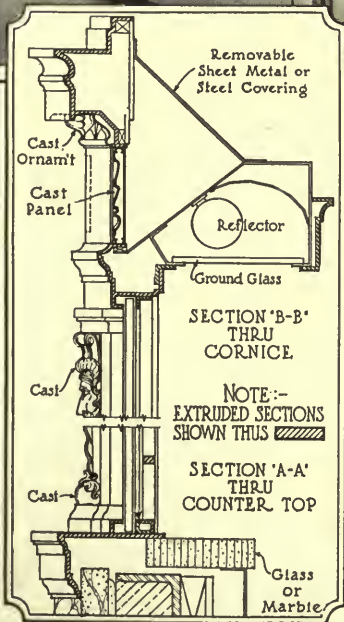 Removable
Sheet Metal or
Steel Covering
Cast
Ornam't
Cast
Panel
Reflector
Ground Glass
SECTION "B-B"
THRU
CORNICE
Cast
NOTE:-
EXTRUDED SECTIONS
SHOWN THUS
SECTION "A-A"
THRU
COUNTER TOP
Cast
Glass
or
Marble